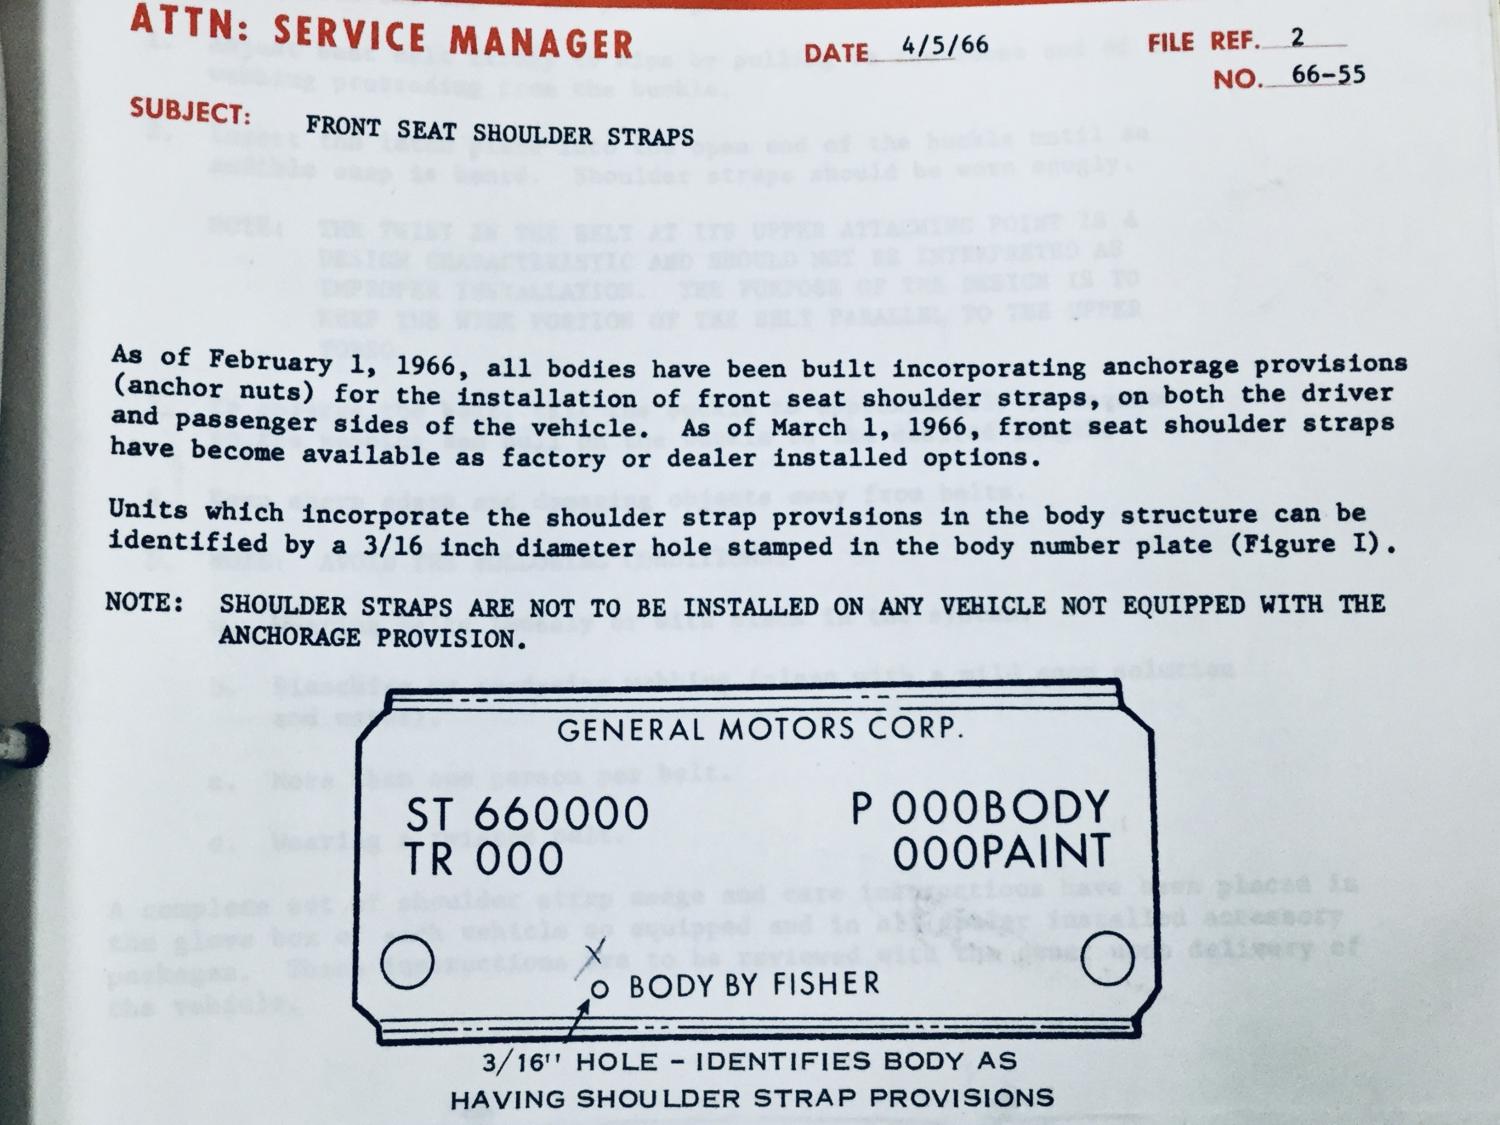 ATTN: SERVICE MANAGER
DATE 4/5/66
FILE REF. 2
NO. 66-55
SUBJECT: FRONT SEAT SHOULDER STRAPS
As of February 1, 1966, all bodies have been built incorporating anchorage provisions
(anchor nuts) for the installation of front seat shoulder straps, on both the driver
and passenger sides of the vehicle. As of March 1, 1966, front seat shoulder straps
have become available as factory or dealer installed options.
Units which incorporate the shoulder strap provisions in the body structure can be
identified by a 3/16 inch diameter hole stamped in the body number plate (Figure I).
NOTE: SHOULDER STRAPS ARE NOT TO BE INSTALLED ON ANY VEHICLE NOT EQUIPPED WITH THE
ANCHORAGE PROVISION.
GENERAL MOTORS CORP.
ST 660000 P 000BODY
TR 000 000PAINT
X
BODY BY FISHER
3/16'' HOLE - IDENTIFIES BODY AS
HAVING SHOULDER STRAP PROVISIONS